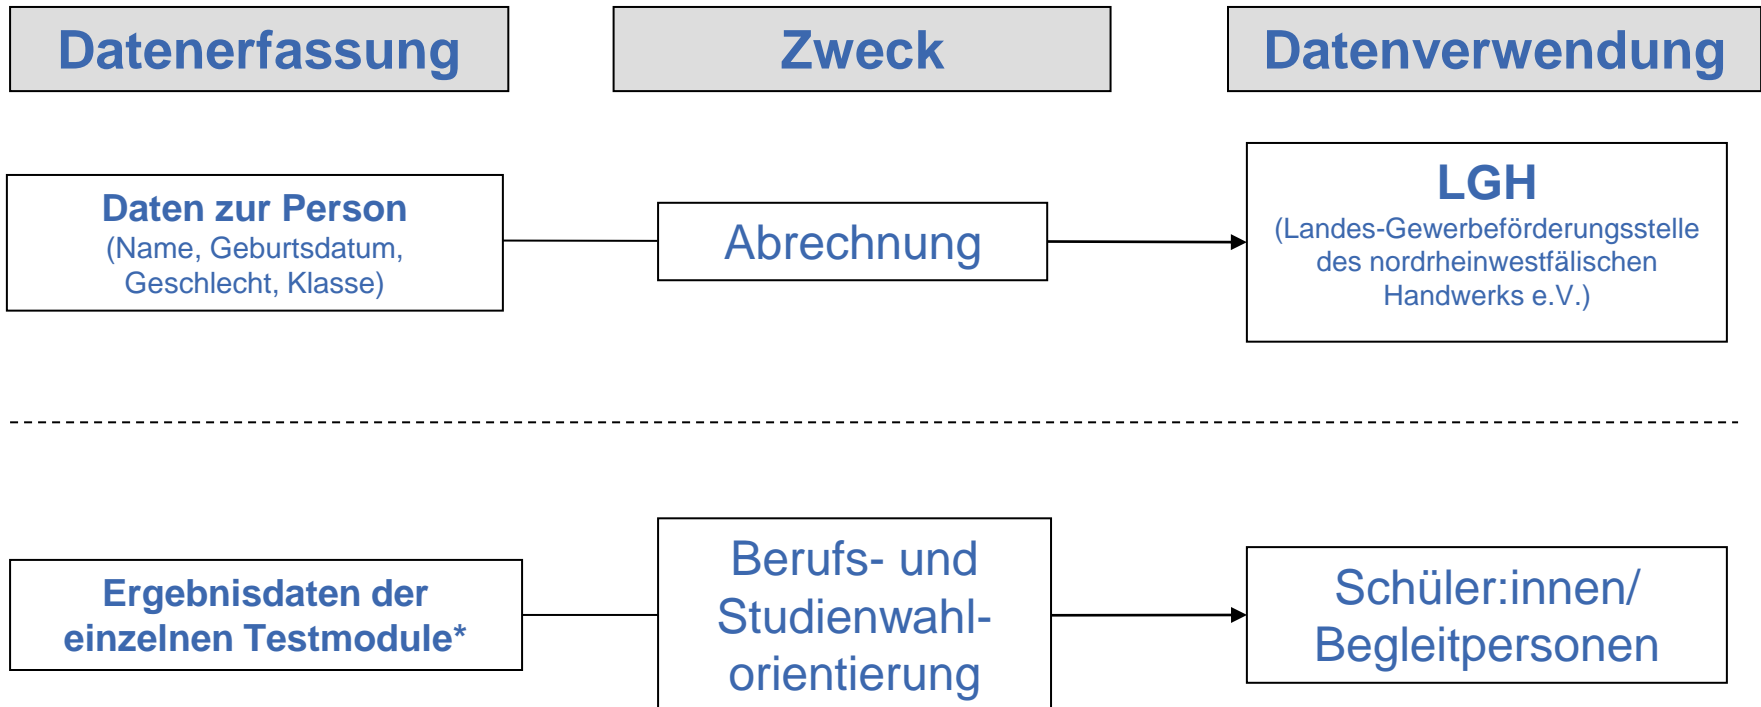 Datenerfassung
Zweck
Datenverwendung
Daten zur Person
(Name, Geburtsdatum,
Geschlecht, Klasse)
Abrechnung
LGH
(Landes-Gewerbeförderungsstelle
des nordrheinwestfälischen
Handwerks e.V.)
Ergebnisdaten der
einzelnen Testmodule*
Berufs- und
Studienwahl-
orientierung
Schüler:innen/
Begleitpersonen